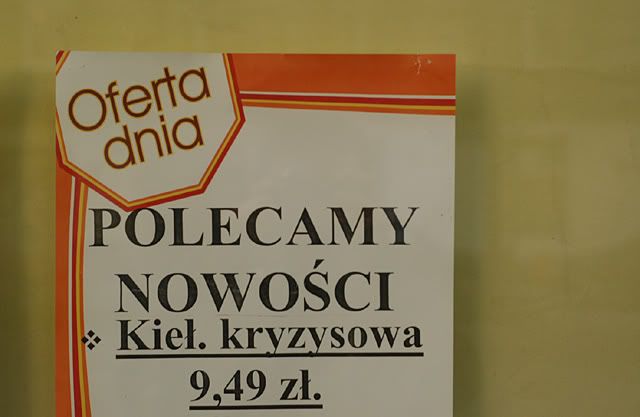 Oferta
dnia
POLECAMY
NOWOŚCI
❖ Kieł. kryzysowa
9,49 zł.